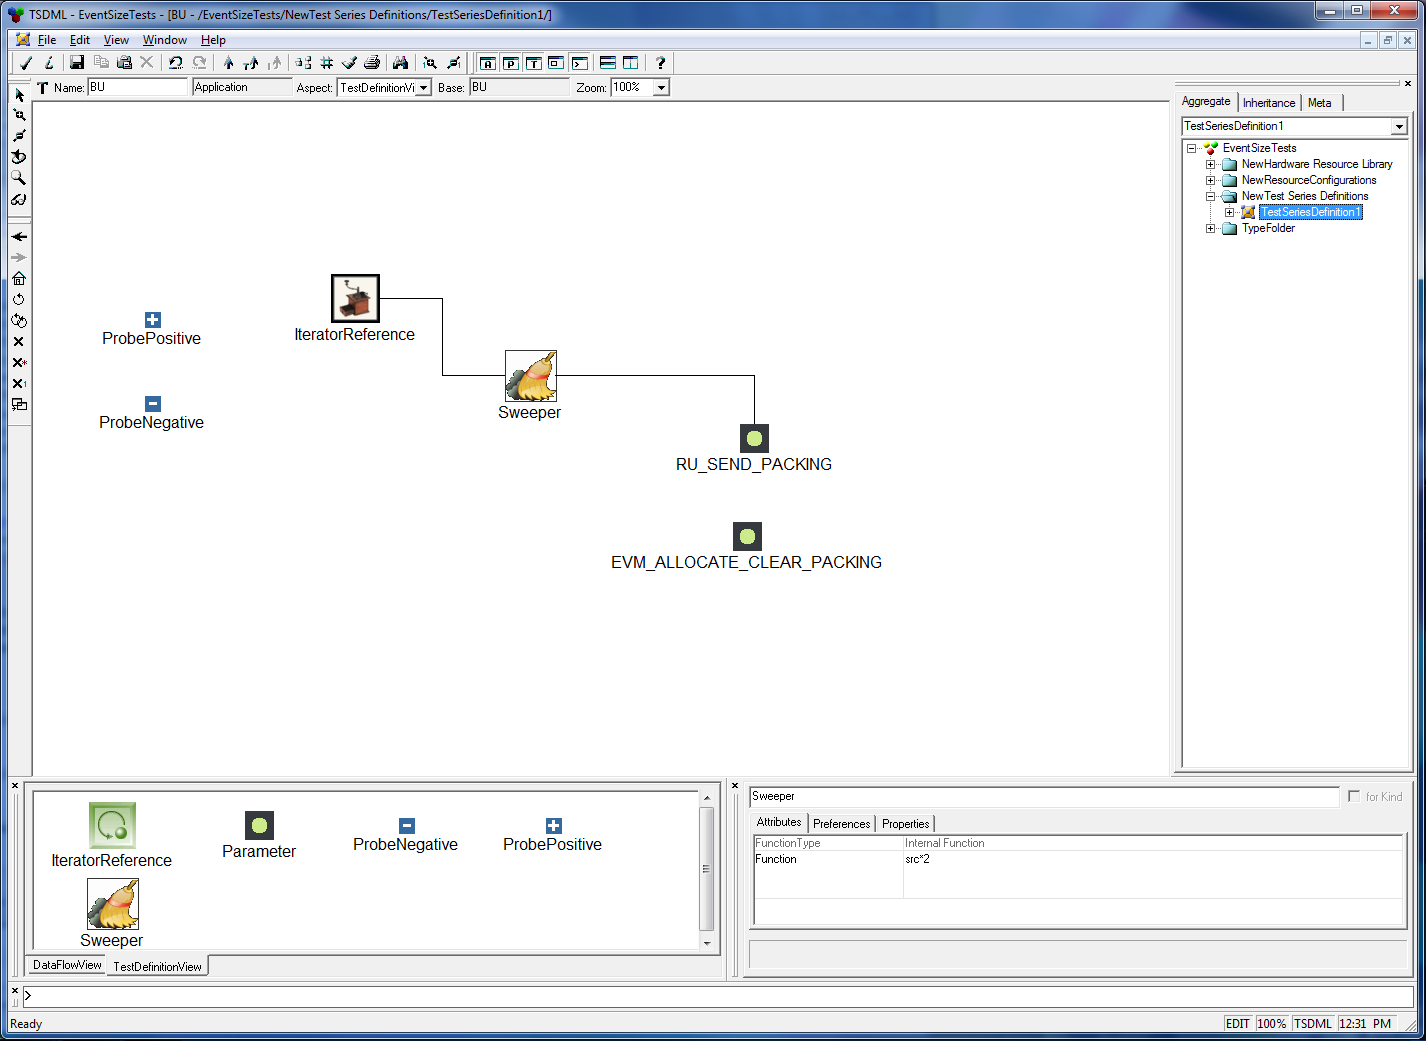 TSDML - EventSizeTests - [BU - /EventSizeTests/NewTest Series Definitions/TestSeriesDefinition1/]
File Edit View Window Help
Name: BU Application Aspect: TestDefinitionVi Base: BU Zoom: 100%
Aggregate Inheritance Meta
TestSeriesDefinition1
EventSizeTests
NewHardware Resource Library
NewResourceConfigurations
NewTest Series Definitions
TestSeriesDefinition1
TypeFolder
ProbePositive
IteratorReference
ProbeNegative
Sweeper
RU_SEND_PACKING
EVM_ALLOCATE_CLEAR_PACKING
IteratorReference
Parameter
ProbeNegative
ProbePositive
Sweeper
DataFlowView TestDefinitionView
Sweeper for Kind
Attributes Preferences Properties
FunctionType Internal Function
Function src*2
>
Ready EDIT 100% TSDML 12:31 PM